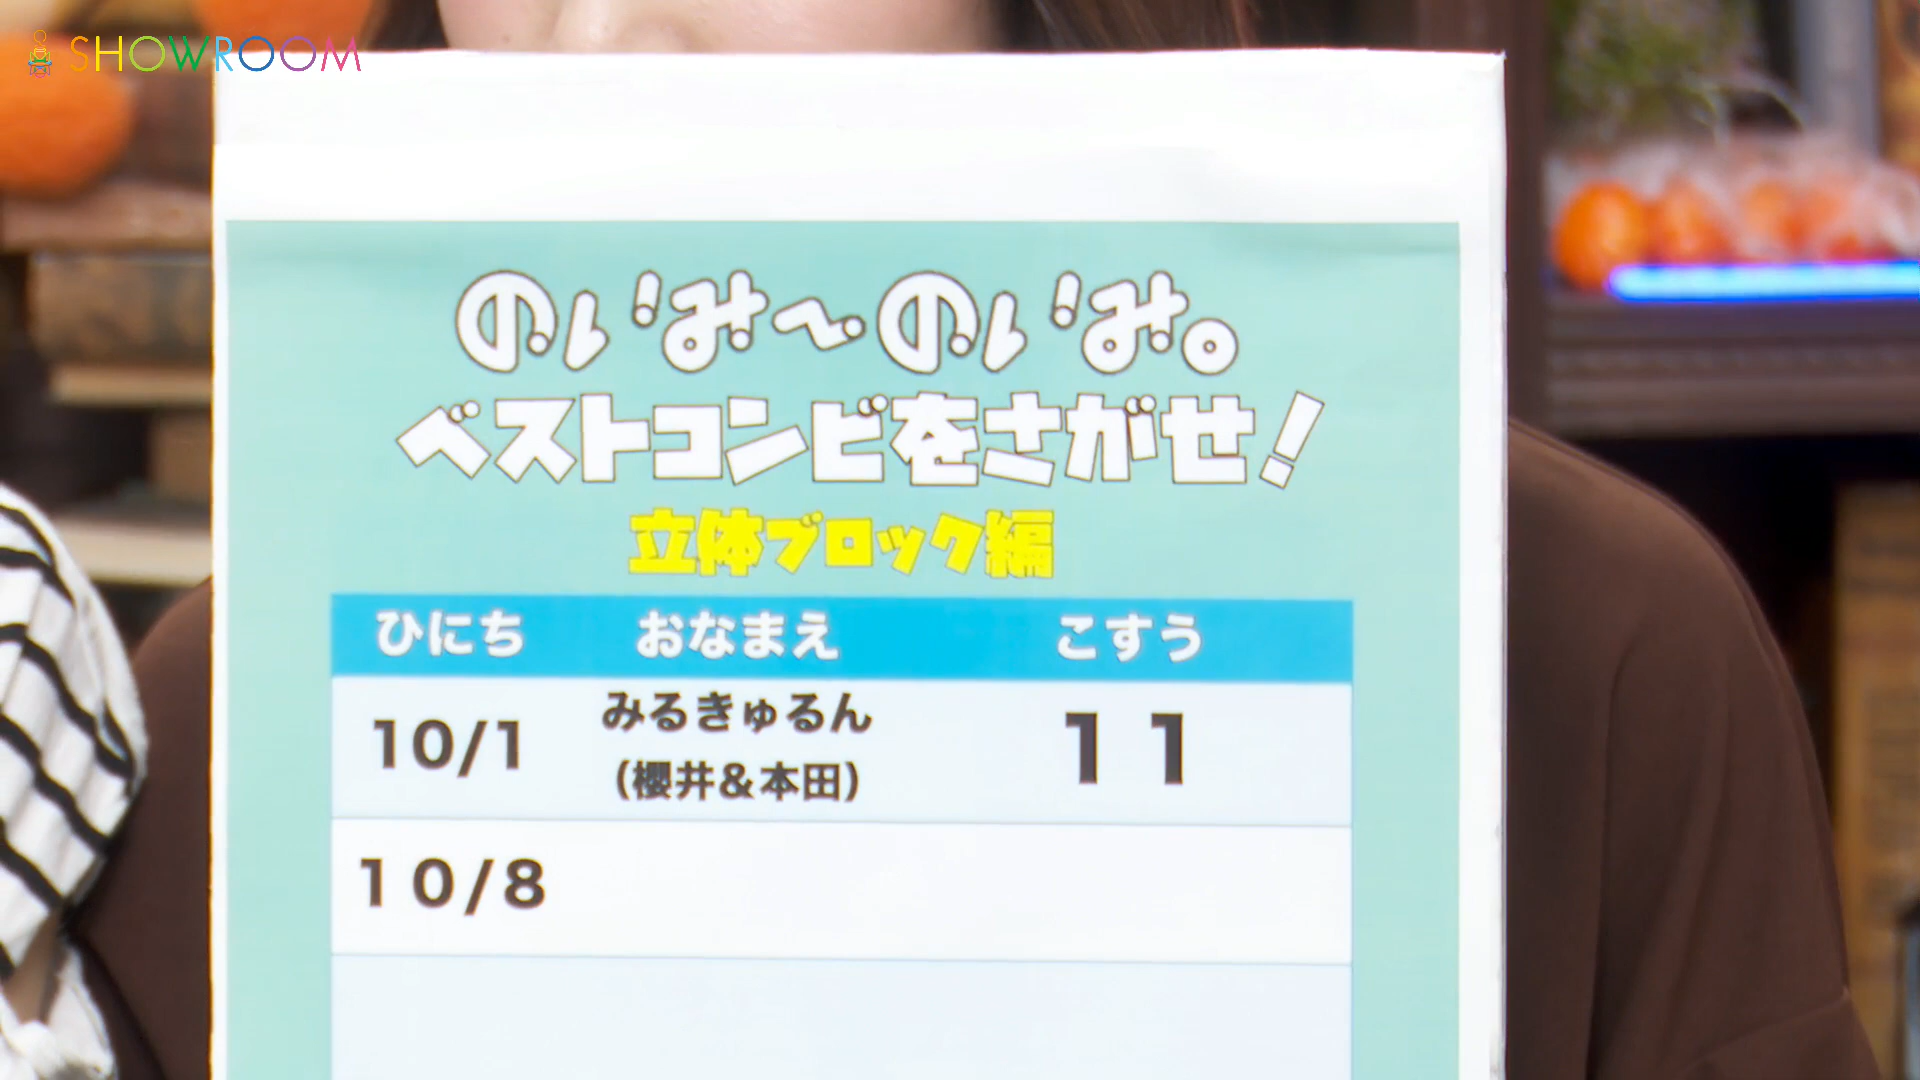 SHOWROOM
のぎみ〜のぎみ。
ベストコンビをさがせ!
立体ブロック編
ひにち おなまえ こすう
10/1 みるきゅるん 11
(櫻井&本田)
10/8